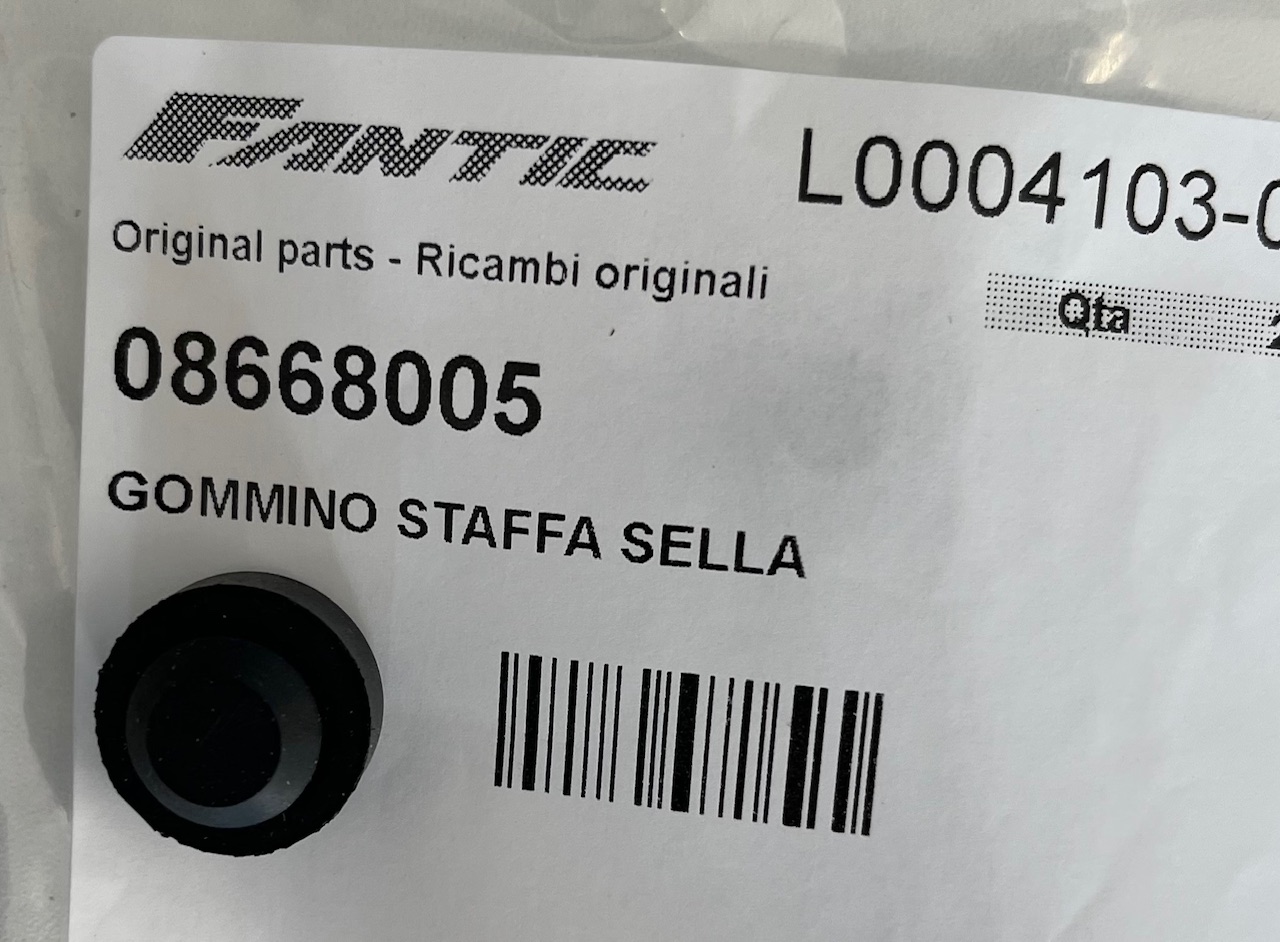 FANTIC
L0004103-0
Original parts - Ricambi originali
Qta
08668005
GOMMINO STAFFA SELLA